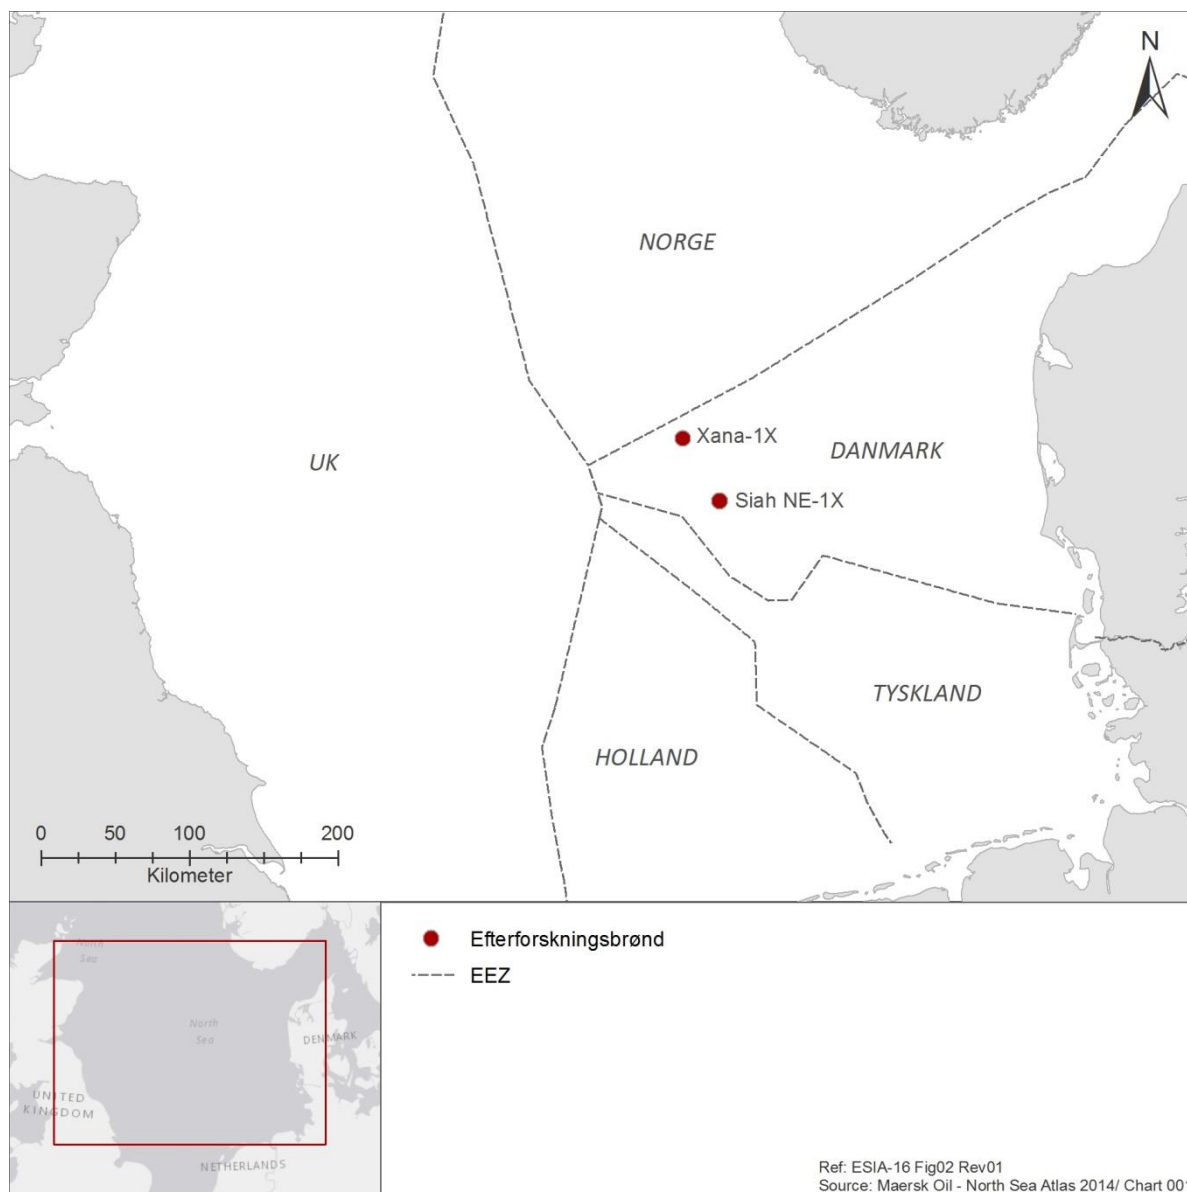 N
NORGE
Xana-1X
DANMARK
UK
Siah NE-1X
TYSKLAND
HOLLAND
0 50 100 200
Kilometer
North
Sea
North
Sea
DENMARK
UNITED
KINGDOM
NETHERLANDS
Efterforskningsbrønd
EEZ
Ref: ESIA-16 Fig02 Rev01
Source: Maersk Oil - North Sea Atlas 2014/ Chart 001